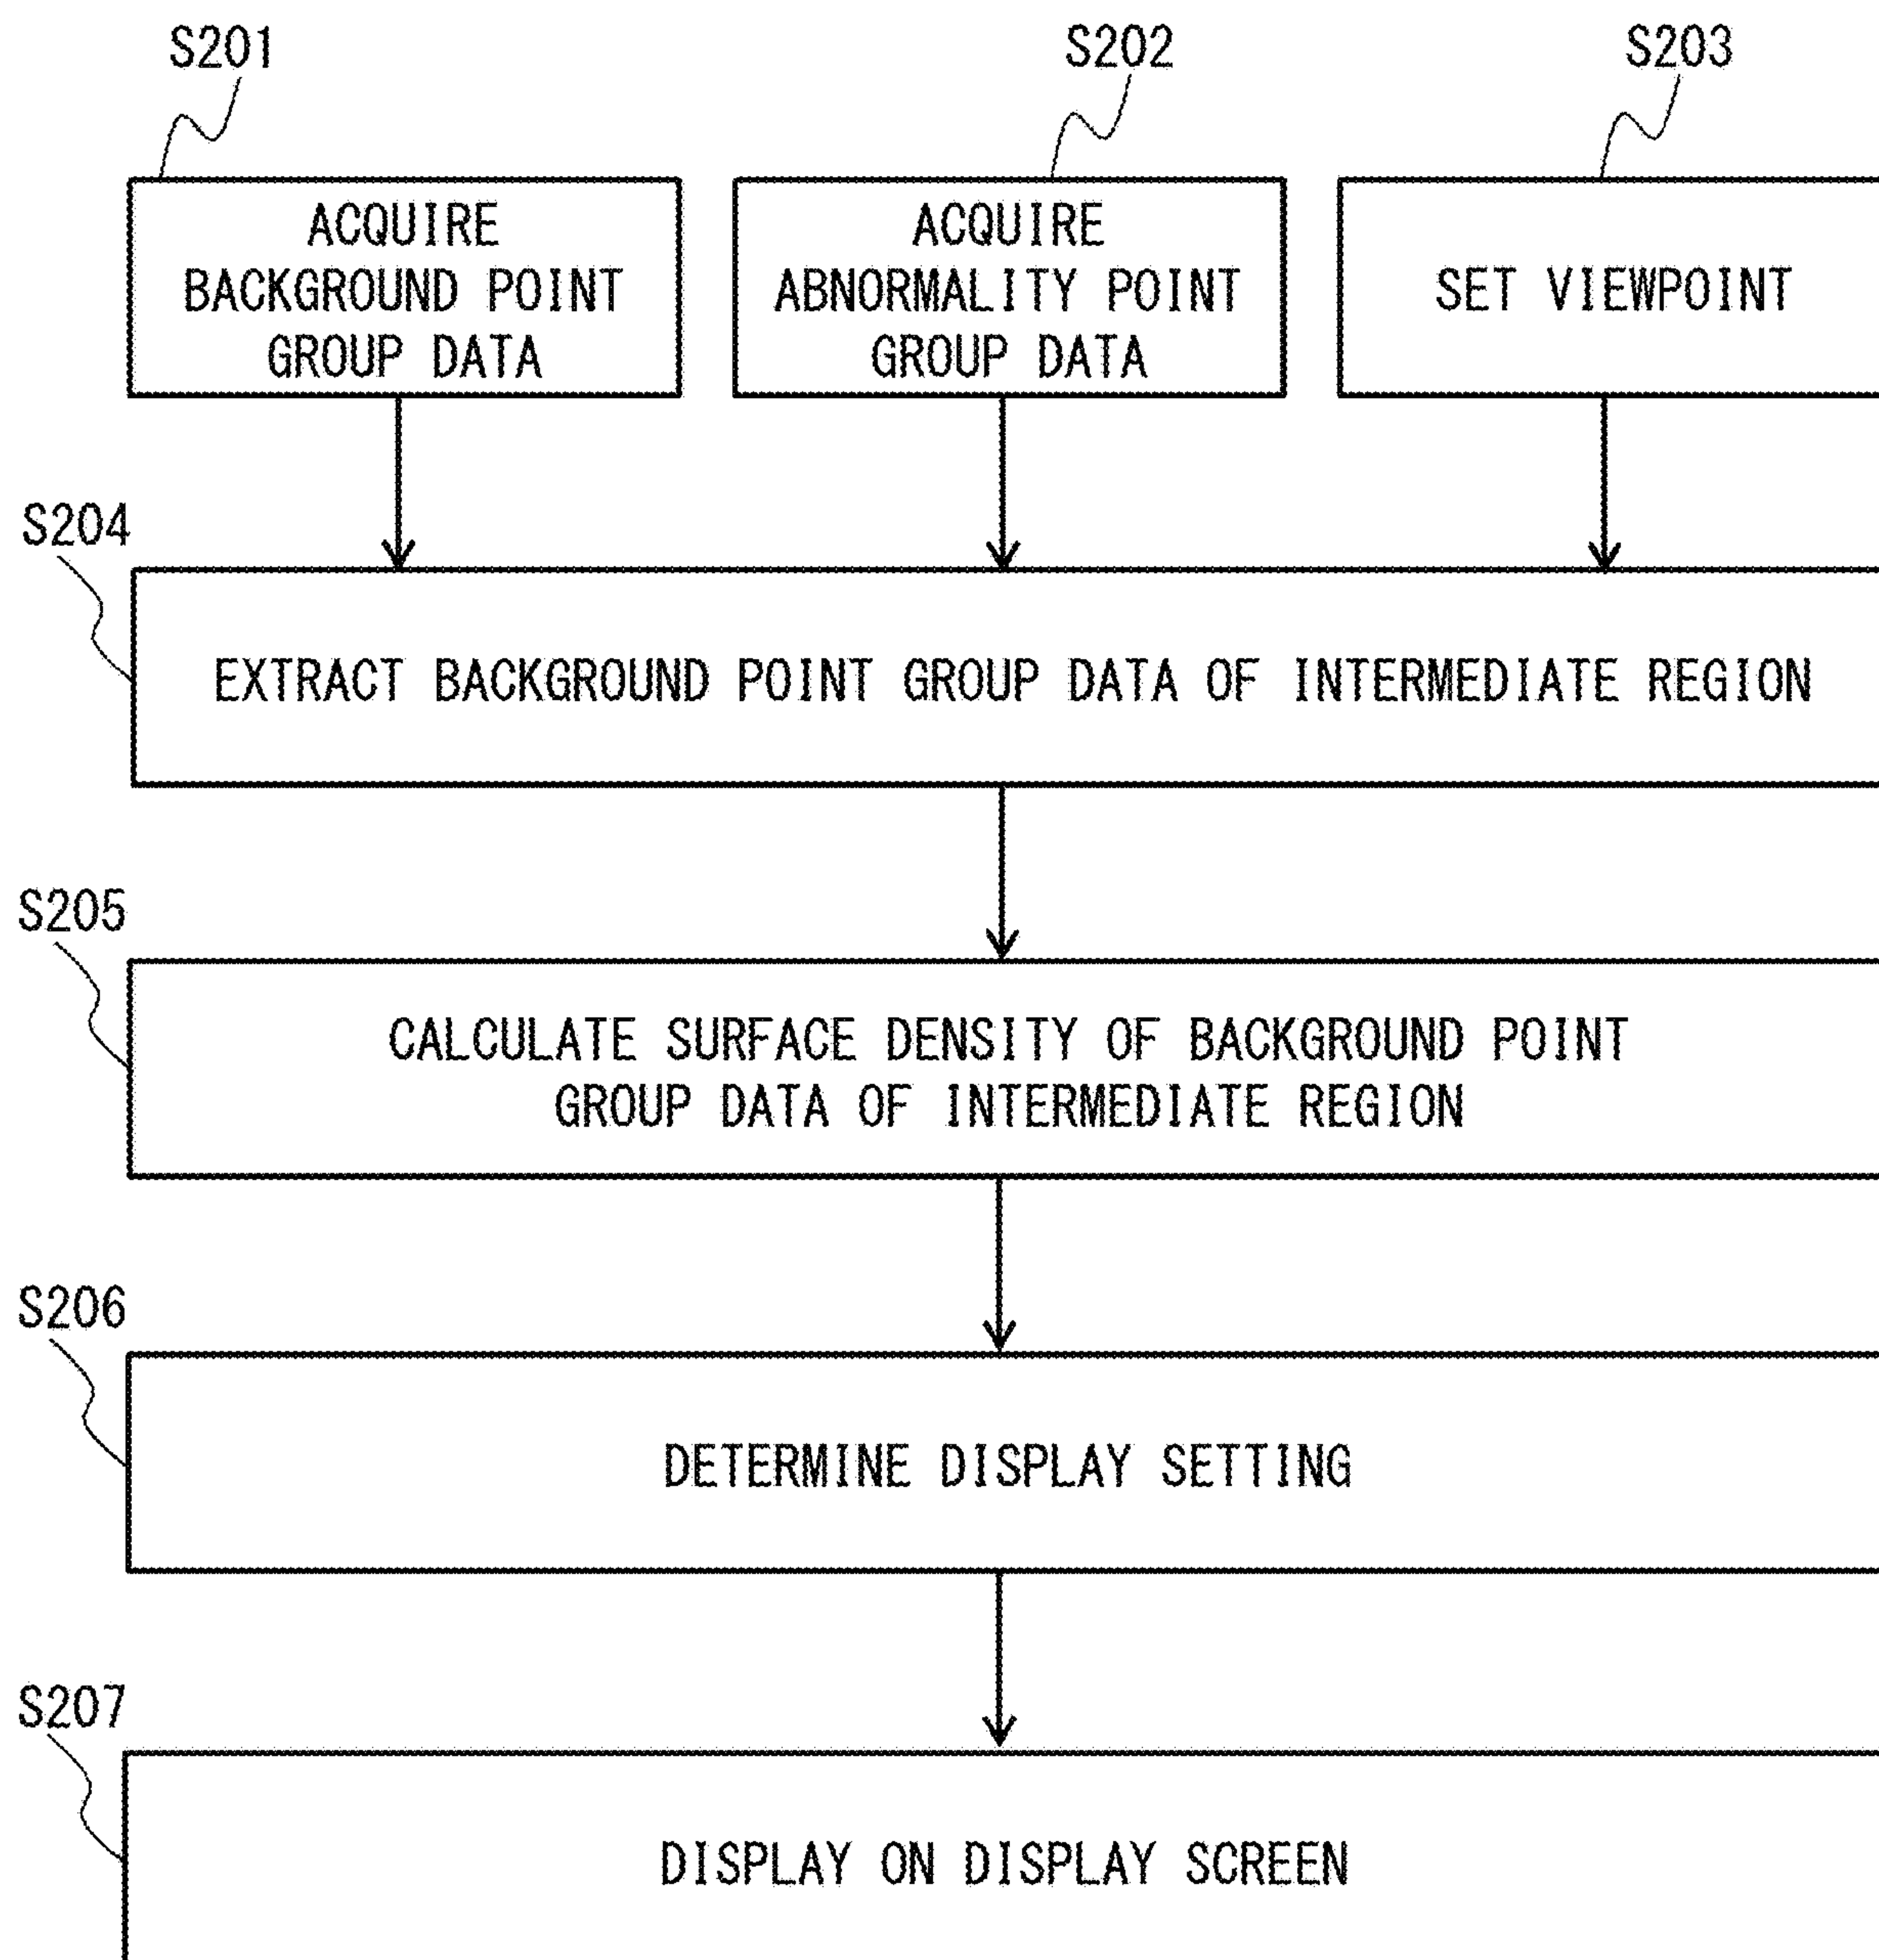 S201
S202
S203
ACQUIRE
BACKGROUND POINT
GROUP DATA
ACQUIRE
ABNORMALITY POINT
GROUP DATA
SET VIEWPOINT
S204
EXTRACT BACKGROUND POINT GROUP DATA OF INTERMEDIATE REGION
S205
CALCULATE SURFACE DENSITY OF BACKGROUND POINT
GROUP DATA OF INTERMEDIATE REGION
S206
DETERMINE DISPLAY SETTING
S207
DISPLAY ON DISPLAY SCREEN